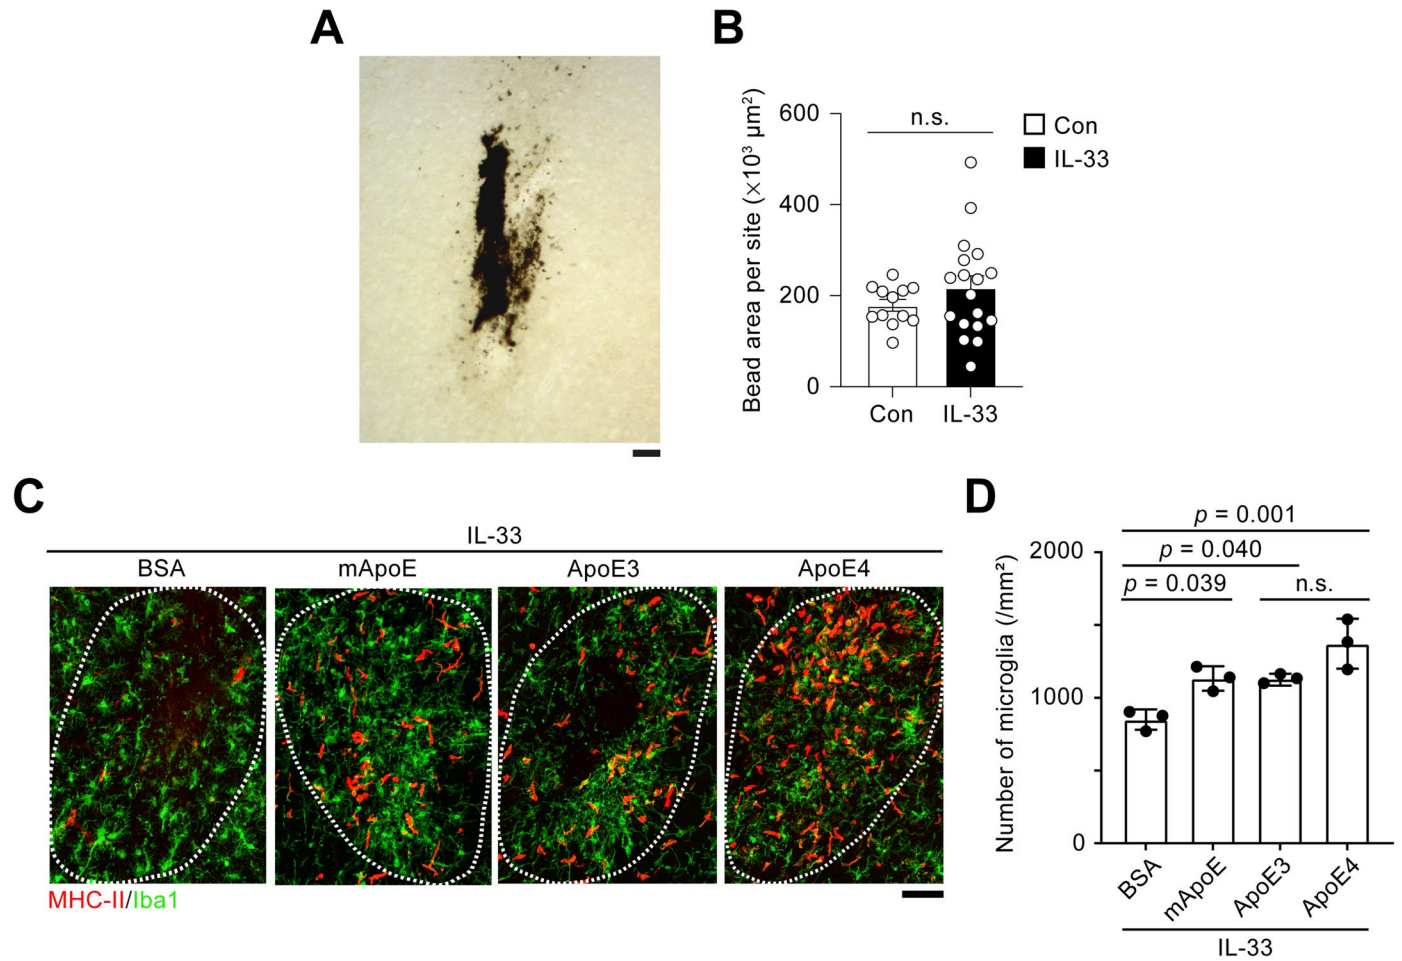 A
B
Bead area per site (×10³ µm²)
600
400
200
0
n.s.
Con
IL-33
Con
IL-33
C
IL-33
BSA
mApoE
ApoE3
ApoE4
MHC-II/Iba1
D
Number of microglia (/mm²)
2000
1000
0
p = 0.001
p = 0.040
p = 0.039
n.s.
BSA
mApoE
ApoE3
ApoE4
IL-33